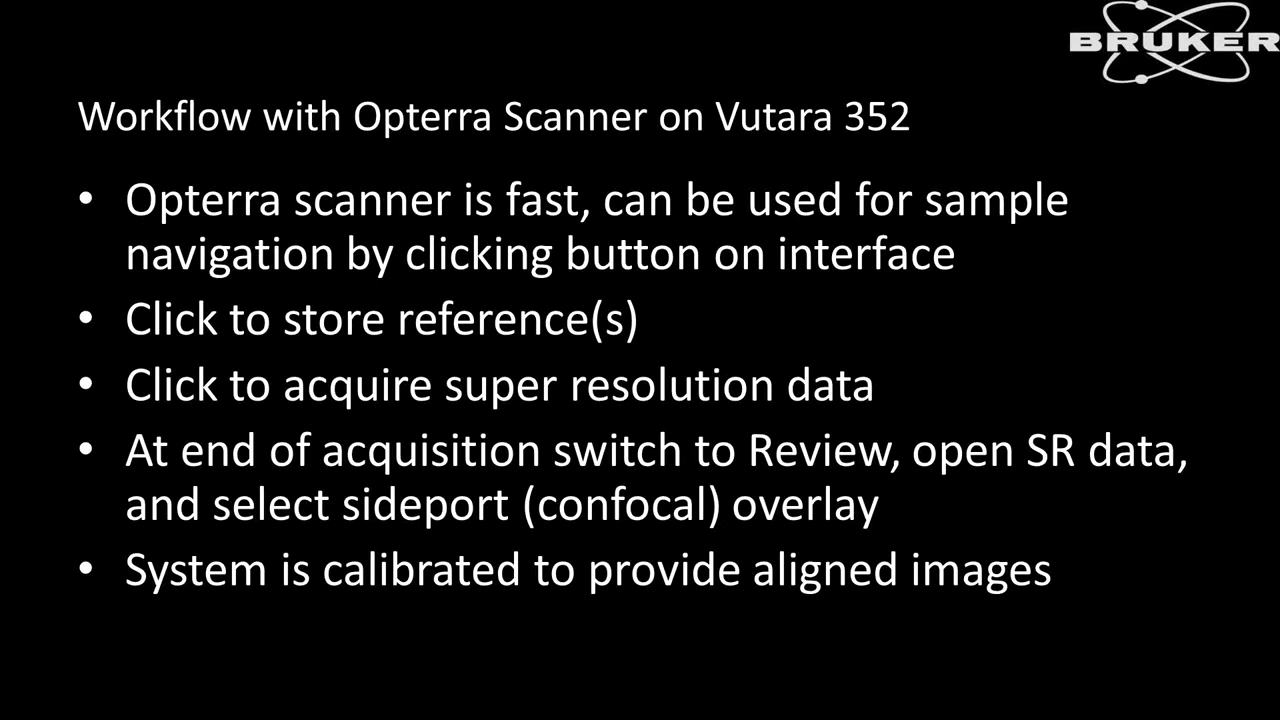 BRUKER
Workflow with Opterra Scanner on Vutara 352
• Opterra scanner is fast, can be used for sample
navigation by clicking button on interface
• Click to store reference(s)
• Click to acquire super resolution data
• At end of acquisition switch to Review, open SR data,
and select sideport (confocal) overlay
• System is calibrated to provide aligned images